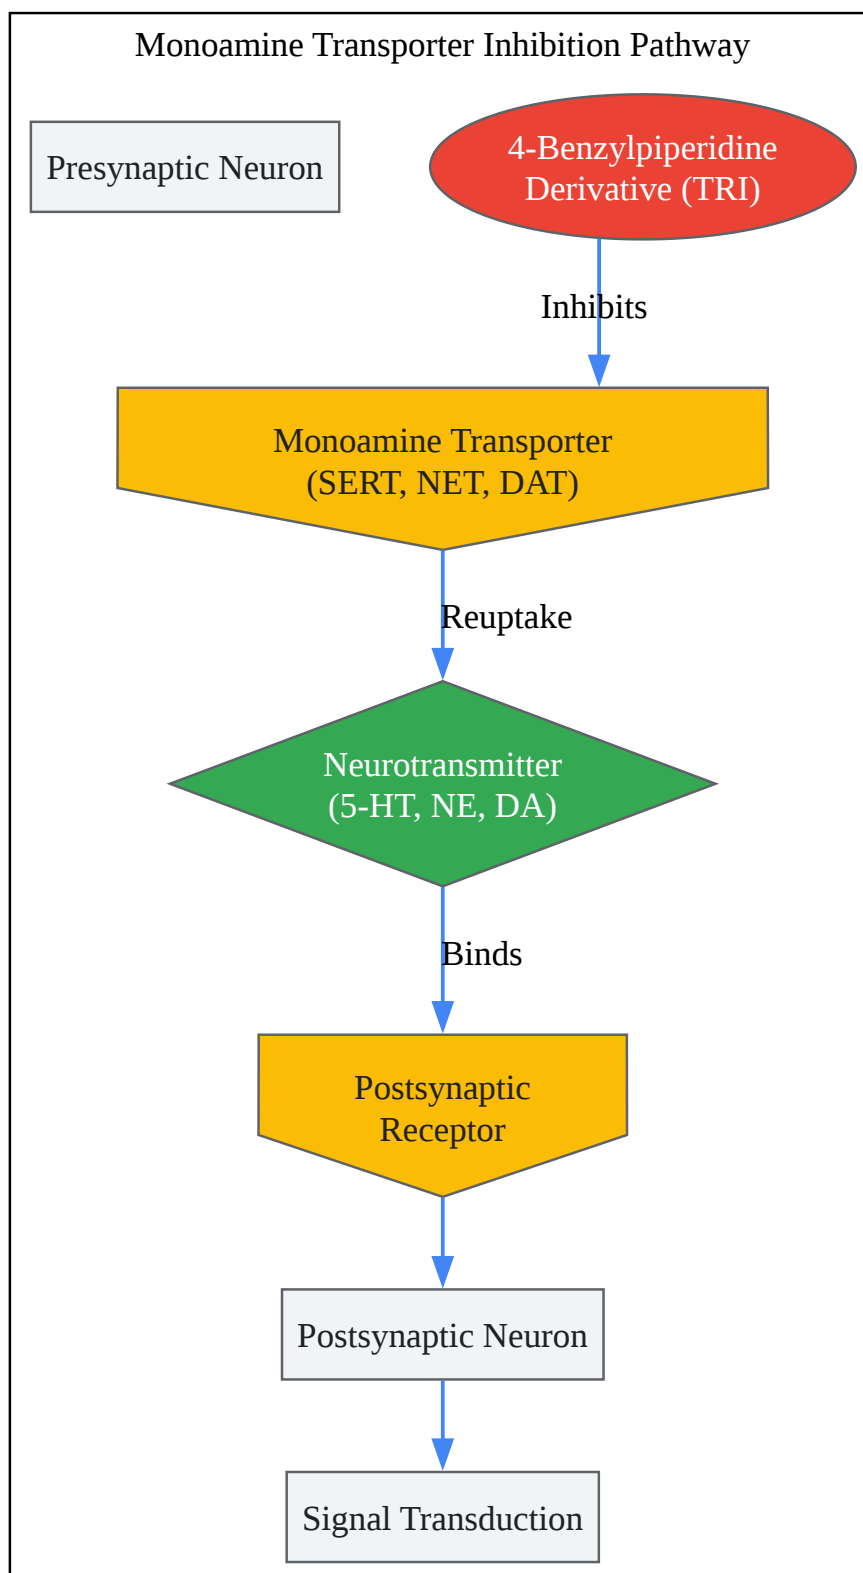 Monoamine Transporter Inhibition Pathway
Presynaptic Neuron
4-Benzylpiperidine
Derivative (TRI)
Inhibits
Monoamine Transporter
(SERT, NET, DAT)
Reuptake
Neurotransmitter
(5-HT, NE, DA)
Binds
Postsynaptic
Receptor
Postsynaptic Neuron
Signal Transduction